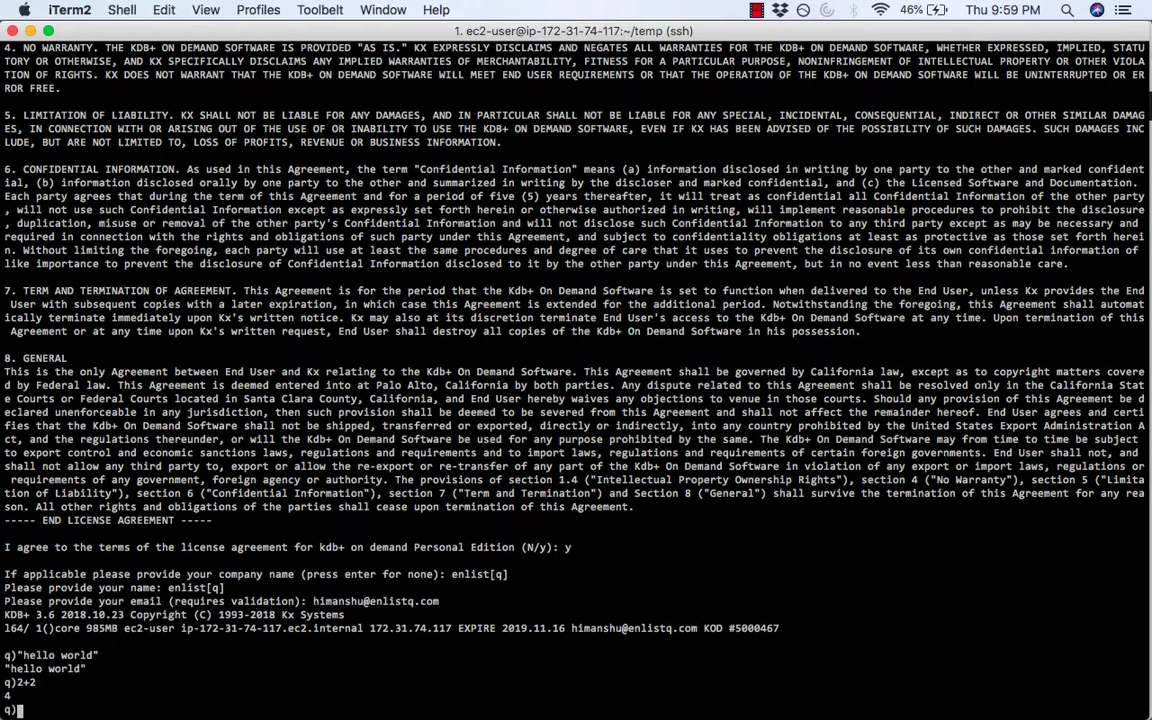 iTerm2 Shell Edit View Profiles Toolbelt Window Help 46% Thu 9:59 PM
1. ec2-user@ip-172-31-74-117:~/temp (ssh)
4. NO WARRANTY. THE KDB+ ON DEMAND SOFTWARE IS PROVIDED "AS IS." KX EXPRESSLY DISCLAIMS AND NEGATES ALL WARRANTIES FOR THE KDB+ ON DEMAND SOFTWARE, WHETHER EXPRESSED, IMPLIED, STATU
TORY OR OTHERWISE, AND KX SPECIFICALLY DISCLAIMS ANY IMPLIED WARRANTIES OF MERCHANTABILITY, FITNESS FOR A PARTICULAR PURPOSE, NONINFRINGEMENT OF INTELLECTUAL PROPERTY OR OTHER VIOLA
TION OF RIGHTS. KX DOES NOT WARRANT THAT THE KDB+ ON DEMAND SOFTWARE WILL MEET END USER REQUIREMENTS OR THAT THE OPERATION OF THE KDB+ ON DEMAND SOFTWARE WILL BE UNINTERRUPTED OR ER
ROR FREE.
5. LIMITATION OF LIABILITY. KX SHALL NOT BE LIABLE FOR ANY DAMAGES, AND IN PARTICULAR SHALL NOT BE LIABLE FOR ANY SPECIAL, INCIDENTAL, CONSEQUENTIAL, INDIRECT OR OTHER SIMILAR DAMAG
ES, IN CONNECTION WITH OR ARISING OUT OF THE USE OF OR INABILITY TO USE THE KDB+ ON DEMAND SOFTWARE, EVEN IF KX HAS BEEN ADVISED OF THE POSSIBILITY OF SUCH DAMAGES. SUCH DAMAGES INC
LUDE, BUT ARE NOT LIMITED TO, LOSS OF PROFITS, REVENUE OR BUSINESS INFORMATION.
6. CONFIDENTIAL INFORMATION. As used in this Agreement, the term "Confidential Information" means (a) information disclosed in writing by one party to the other and marked confident
ial, (b) information disclosed orally by one party to the other and summarized in writing by the discloser and marked confidential, and (c) the Licensed Software and Documentation.
Each party agrees that during the term of this Agreement and for a period of five (5) years thereafter, it will treat as confidential all Confidential Information of the other party
, will not use such Confidential Information except as expressly set forth herein or otherwise authorized in writing, will implement reasonable procedures to prohibit the disclosure
, duplication, misuse or removal of the other party's Confidential Information and will not disclose such Confidential Information to any third party except as may be necessary and
required in connection with the rights and obligations of such party under this Agreement, and subject to confidentiality obligations at least as protective as those set forth herei
n. Without limiting the foregoing, each party will use at least the same procedures and degree of care that it uses to prevent the disclosure of its own confidential information of
like importance to prevent the disclosure of Confidential Information disclosed to it by the other party under this Agreement, but in no event less than reasonable care.
7. TERM AND TERMINATION OF AGREEMENT. This Agreement is for the period that the Kdb+ On Demand Software is set to function when delivered to the End User, unless Kx provides the End
User with subsequent copies with a later expiration, in which case this Agreement is extended for the additional period. Notwithstanding the foregoing, this Agreement shall automat
ically terminate immediately upon Kx's written notice. Kx may also at its discretion terminate End User's access to the Kdb+ On Demand Software at any time. Upon termination of this
Agreement or at any time upon Kx's written request, End User shall destroy all copies of the Kdb+ On Demand Software in his possession.
8. GENERAL
This is the only Agreement between End User and Kx relating to the Kdb+ On Demand Software. This Agreement shall be governed by California law, except as to copyright matters covere
d by Federal law. This Agreement is deemed entered into at Palo Alto, California by both parties. Any dispute related to this Agreement shall be resolved only in the California Stat
e Courts or Federal Courts located in Santa Clara County, California, and End User hereby waives any objections to venue in those courts. Should any provision of this Agreement be d
eclared unenforceable in any jurisdiction, then such provision shall be deemed to be severed from this Agreement and shall not affect the remainder hereof. End User agrees and certi
fies that the Kdb+ On Demand Software shall not be shipped, transferred or exported, directly or indirectly, into any country prohibited by the United States Export Administration A
ct, and the regulations thereunder, or will the Kdb+ On Demand Software be used for any purpose prohibited by the same. The Kdb+ On Demand Software may from time to time be subject
to export control and economic sanctions laws, regulations and requirements and to import laws, regulations and requirements of certain foreign governments. End User shall not, and
shall not allow any third party to, export or allow the re-export or re-transfer of any part of the Kdb+ On Demand Software in violation of any export or import laws, regulations or
requirements of any government, foreign agency or authority. The provisions of section 1.4 ("Intellectual Property Ownership Rights"), section 4 ("No Warranty"), section 5 ("Limita
tion of Liability"), section 6 ("Confidential Information"), section 7 ("Term and Termination") and Section 8 ("General") shall survive the termination of this Agreement for any rea
son. All other rights and obligations of the parties shall cease upon termination of this Agreement.
----- END LICENSE AGREEMENT -----
I agree to the terms of the license agreement for kdb+ on demand Personal Edition (N/y): y
If applicable please provide your company name (press enter for none): enlist[q]
Please provide your name: enlist[q]
Please provide your email (requires validation): himanshu@enlistq.com
KDB+ 3.6 2018.10.23 Copyright (C) 1993-2018 Kx Systems
l64/ 1()core 985MB ec2-user ip-172-31-74-117.ec2.internal 172.31.74.117 EXPIRE 2019.11.16 himanshu@enlistq.com KOD #5000467
q)"hello world"
"hello world"
q)2+2
4
q)